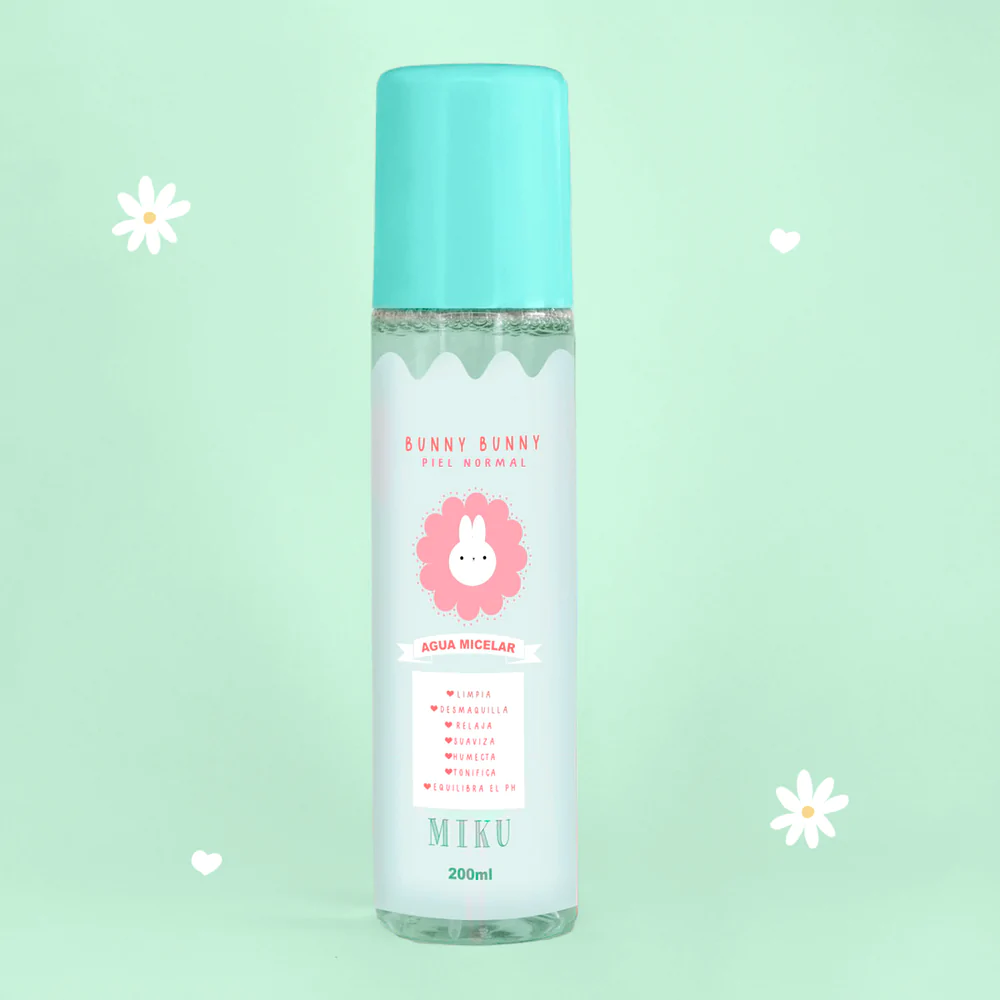 BUNNY BUNNY
PIEL NORMAL
AGUA MICELAR
♥LIMPIA
♥DESMAQUILLA
♥RELAJA
♥SUAVIZA
♥HUMECTA
♥TONIFICA
♥EQUILIBRA EL PH
MIKU
200ml